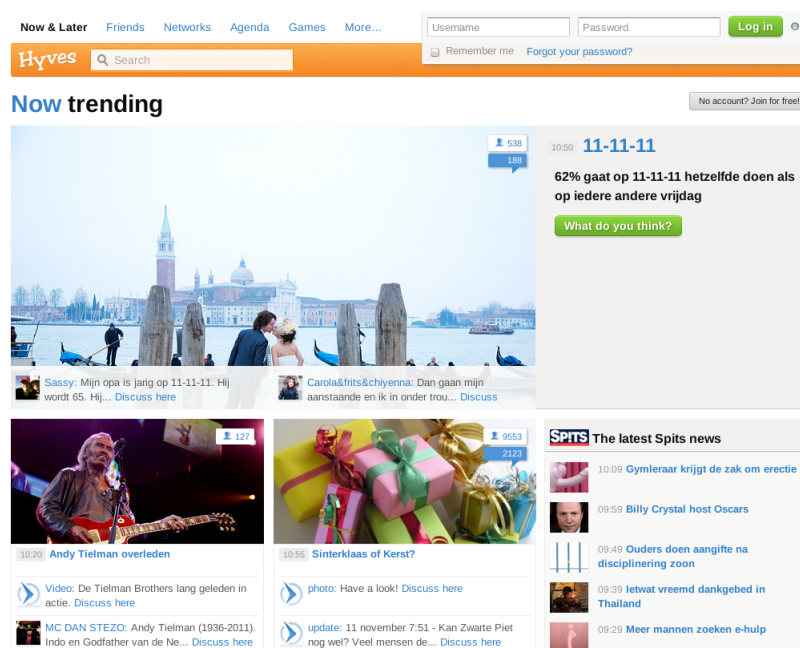 Now & Later Friends Networks Agenda Games More…
Username Password Log in
Remember me Forgot your password?
Hyves Search
Now trending
No account? Join for free!
538
188
10:50 11-11-11
62% gaat op 11-11-11 hetzelfde doen als
op iedere andere vrijdag
What do you think?
Sassy: Mijn opa is jarig op 11-11-11. Hij
wordt 65. Hij... Discuss here
Carola&frits&chiyenna: Dan gaan mijn
aanstaande en ik in onder trou... Discuss
127
10:20 Andy Tielman overleden
Video: De Tielman Brothers lang geleden in
actie. Discuss here
MC DAN STEZO: Andy Tielman (1936-2011).
Indo en Godfather van de Ne... Discuss here
9553
2123
10:55 Sinterklaas of Kerst?
photo: Have a look! Discuss here
update: 11 november 7:51 - Kan Zwarte Piet
nog wel? Veel mensen de... Discuss here
SPITS The latest Spits news
10:09 Gymleraar krijgt de zak om erectie
09:59 Billy Crystal host Oscars
09:49 Ouders doen aangifte na
disciplinering zoon
09:39 Ietwat vreemd dankgebed in
Thailand
09:29 Meer mannen zoeken e-hulp